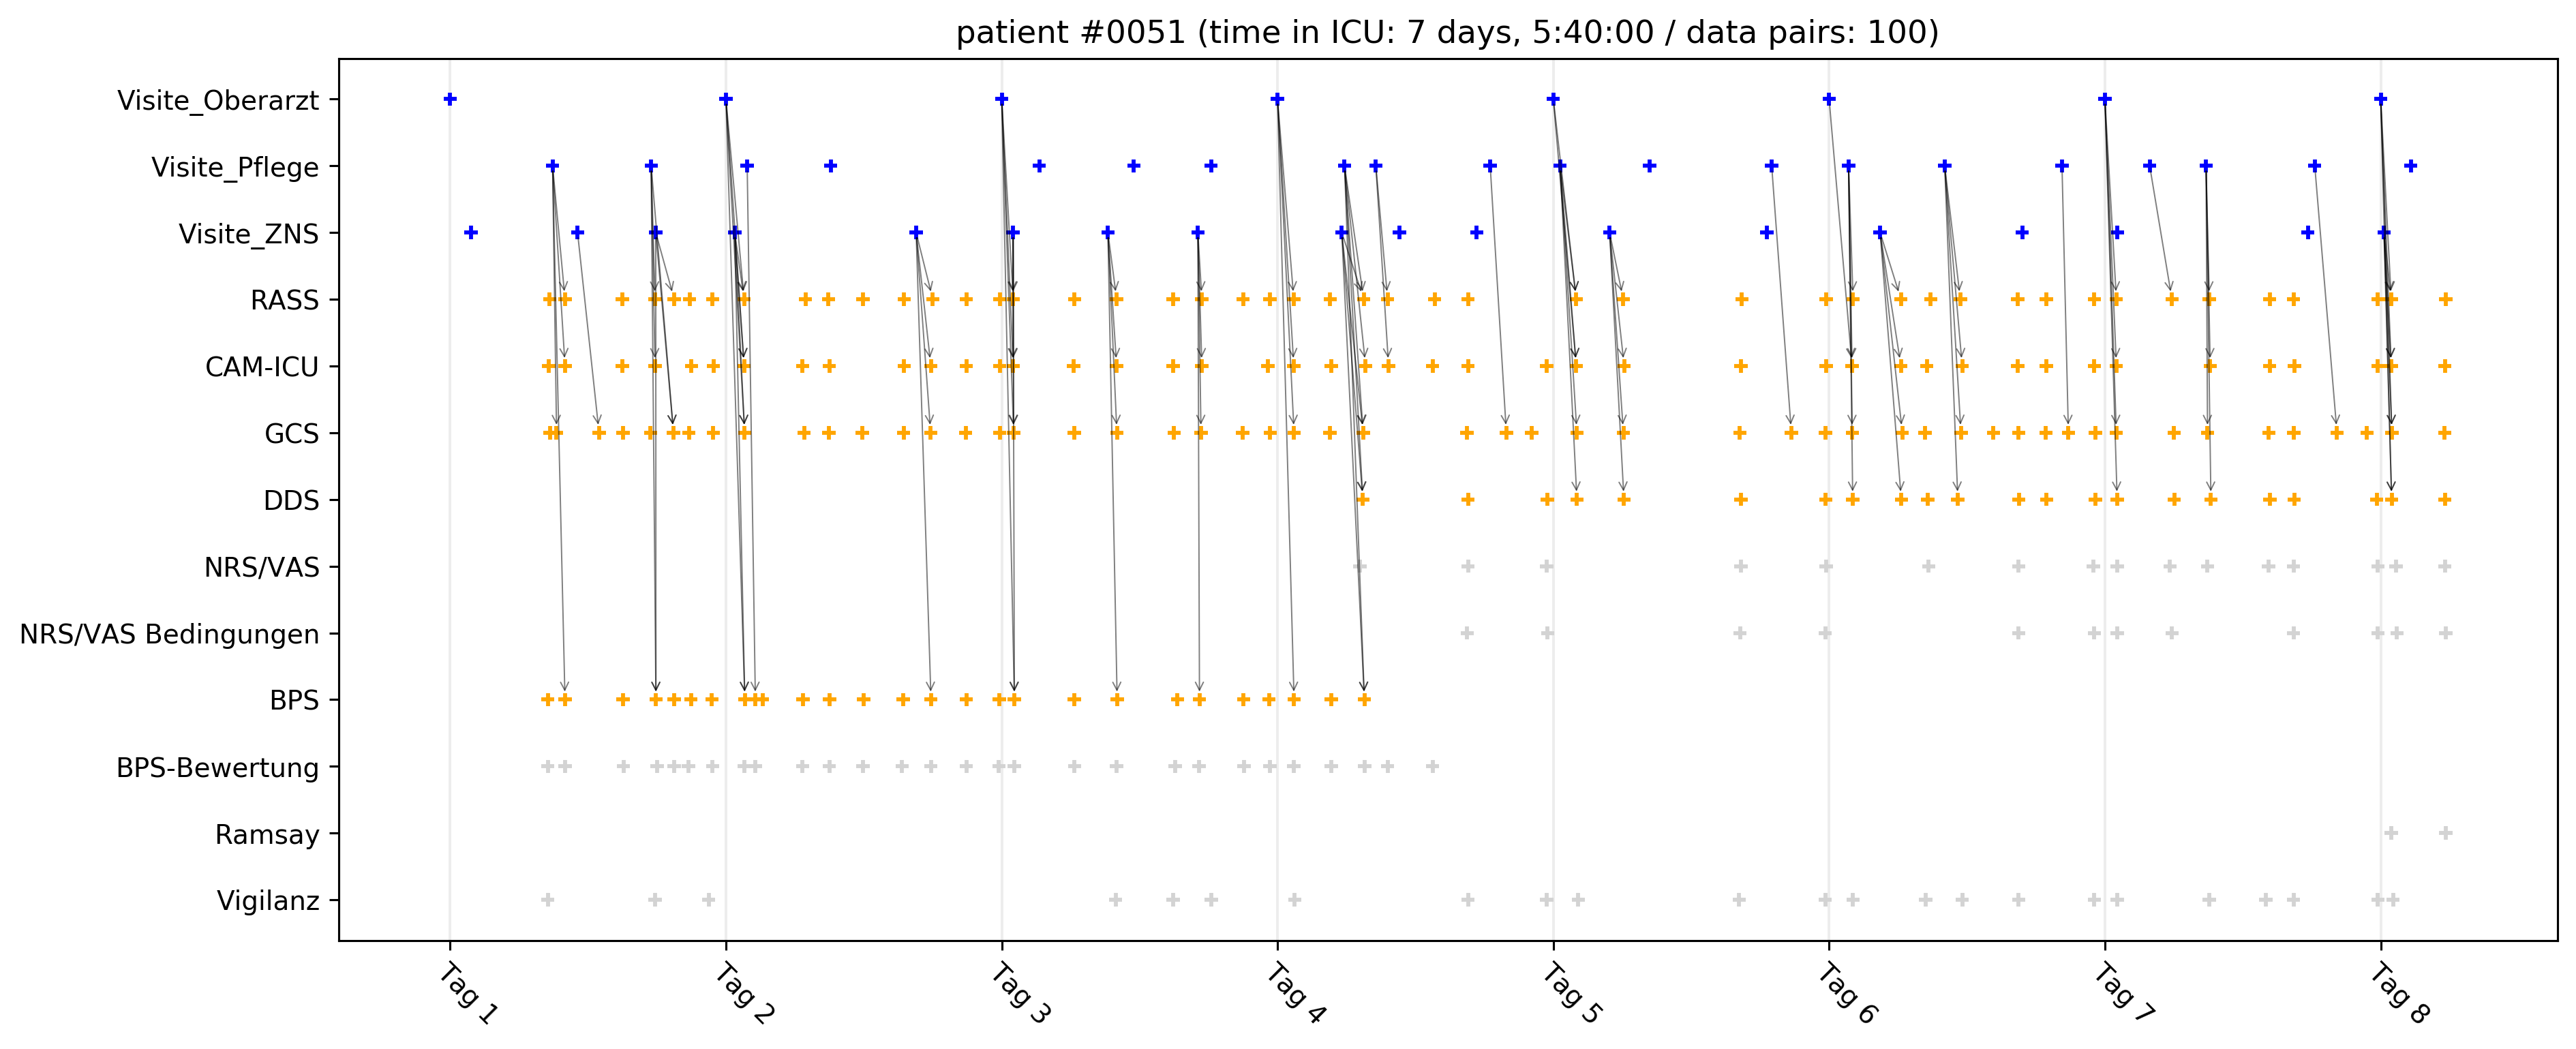 patient #0051 (time in ICU: 7 days, 5:40:00 / data pairs: 100)
Visite_Oberarzt
Visite_Pflege
Visite_ZNS
RASS
CAM-ICU
GCS
DDS
NRS/VAS
NRS/VAS Bedingungen
BPS
BPS-Bewertung
Ramsay
Vigilanz
Tag 1
Tag 2
Tag 3
Tag 4
Tag 5
Tag 6
Tag 7
Tag 8